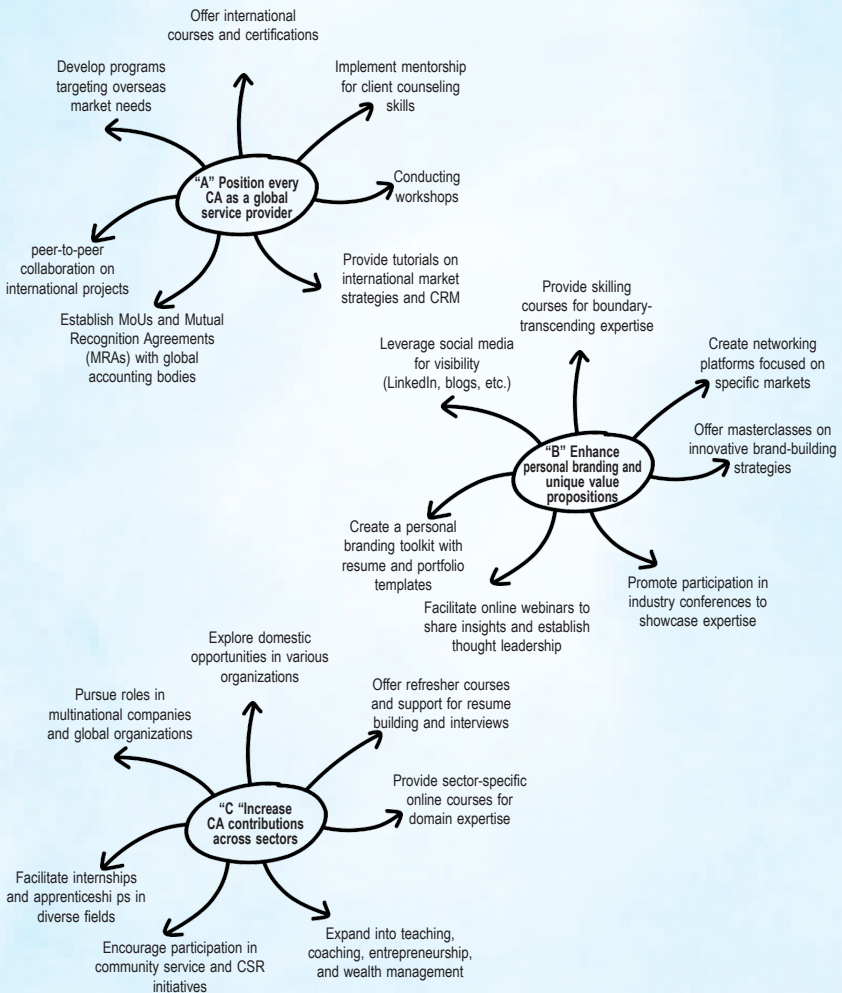 Offer international
courses and certifications
Develop programs
targeting overseas
market needs
Implement mentorship
for client counseling
skills
"A" Position every
CA as a global
service provider
Conducting
workshops
peer-to-peer
collaboration on
international projects
Provide tutorials on
international market
strategies and CRM
Establish MoUs and Mutual
Recognition Agreements
(MRAs) with global
accounting bodies
Provide skilling
courses for boundary-
transcending expertise
Leverage social media
for visibility
(LinkedIn, blogs, etc.)
Create networking
platforms focused on
specific markets
"B" Enhance
personal branding and
unique value
propositions
Offer masterclasses on
innovative brand-building
strategies
Create a personal
branding toolkit with
resume and portfolio
templates
Facilitate online webinars to
share insights and establish
thought leadership
Promote participation in
industry conferences to
showcase expertise
Explore domestic
opportunities in various
organizations
Pursue roles in
multinational companies
and global organizations
Offer refresher courses
and support for resume
building and interviews
"C "Increase
CA contributions
across sectors
Provide sector-specific
online courses for
domain expertise
Facilitate internships
and apprenticeshi ps in
diverse fields
Encourage participation in
community service and CSR
initiatives
Expand into teaching,
coaching, entrepreneurship,
and wealth management